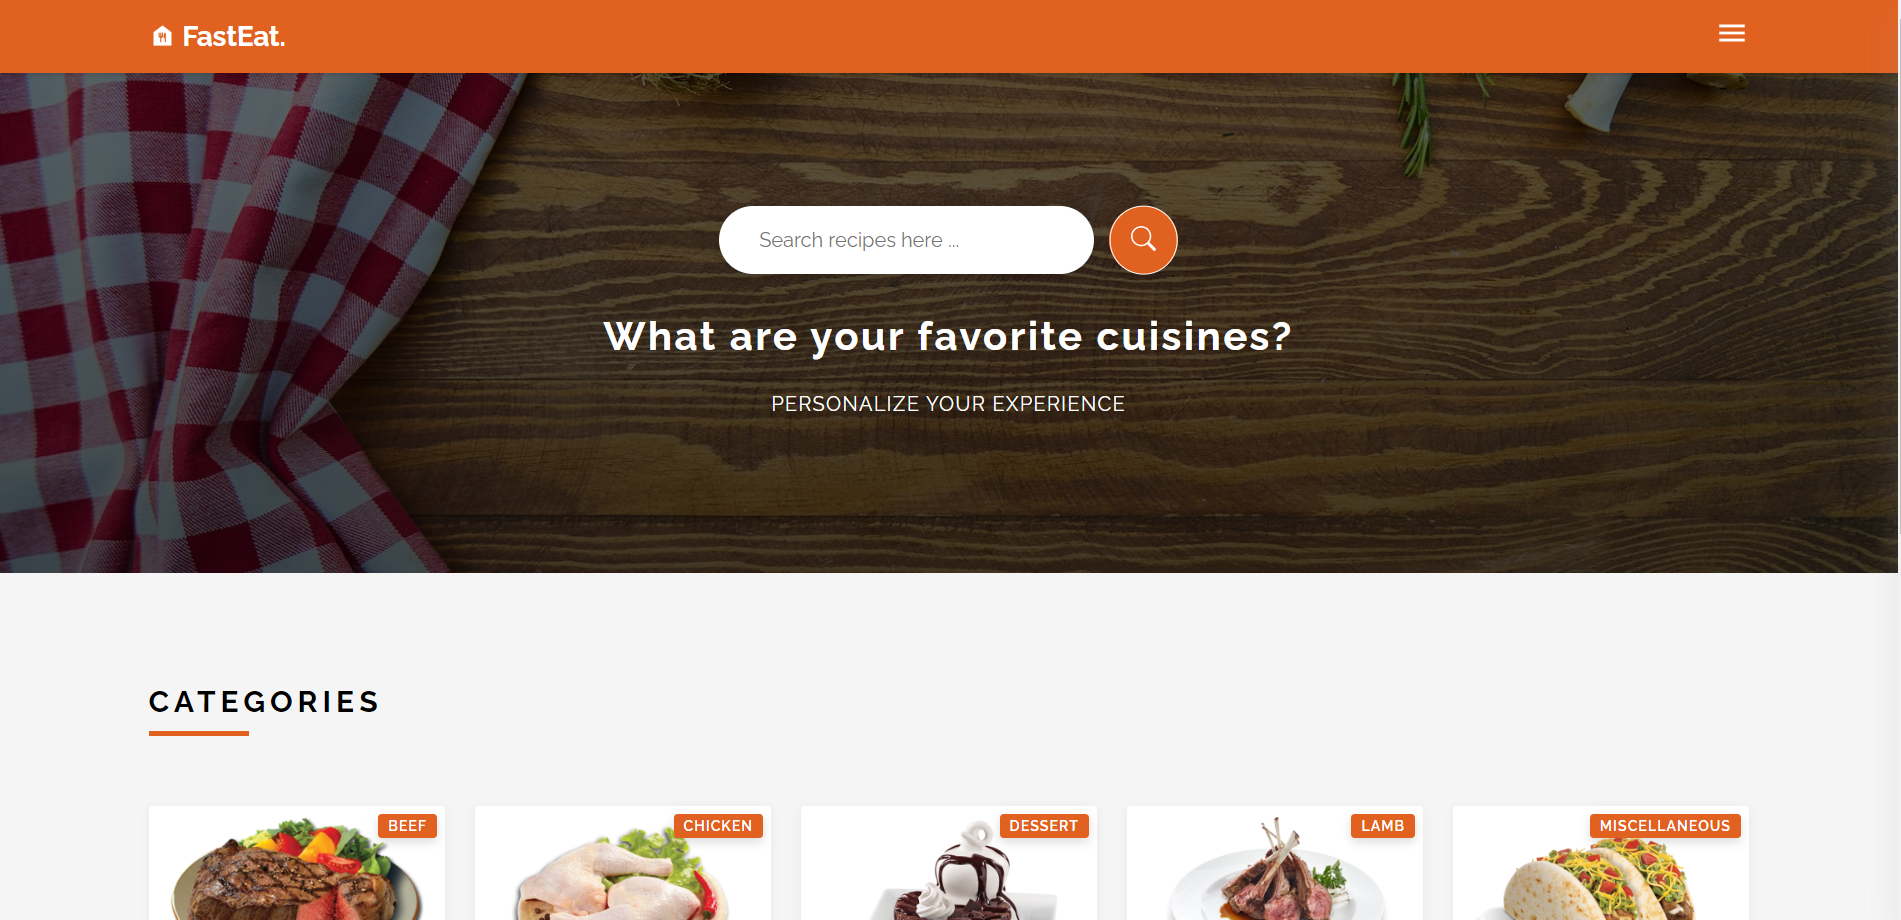 FastEat.
Search recipes here ...
What are your favorite cuisines?
PERSONALIZE YOUR EXPERIENCE
CATEGORIES
BEEF
CHICKEN
DESSERT
LAMB
MISCELLANEOUS